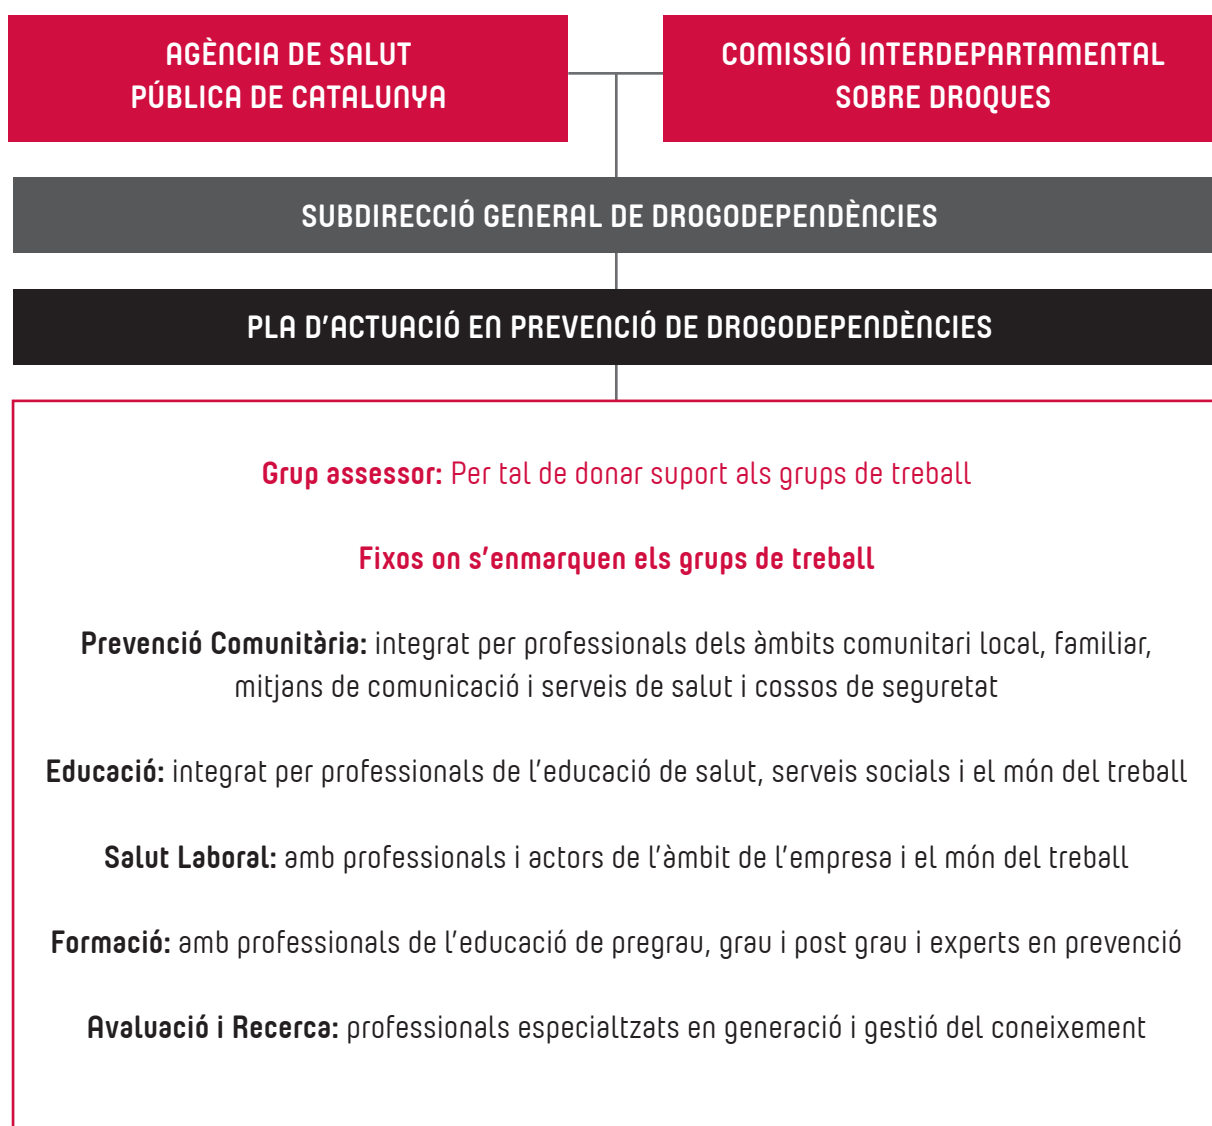 AGÈNCIA DE SALUT
PÚBLICA DE CATALUNYA
COMISSIÓ INTERDEPARTAMENTAL
SOBRE DROQUES
SUBDIRECCIÓ GENERAL DE DROGODEPENDÈNCIES
PLA D'ACTUACIÓ EN PREVENCIÓ DE DROGODEPENDÈNCIES
Grup assessor: Per tal de donar suport als grups de treball
Fixos on s'enmarquen els grups de treball
Prevenció Comunitària: integrat per professionals dels àmbits comunitari local, familiar,
mitjans de comunicació i serveis de salut i cossos de seguretat
Educació: integrat per professionals de l'educació de salut, serveis socials i el món del treball
Salut Laboral: amb professionals i actors de l'àmbit de l'empresa i el món del treball
Formació: amb professionals de l'educació de pregrau, grau i post grau i experts en prevenció
Avaluació i Recerca: professionals especialtzats en generació i gestió del coneixement